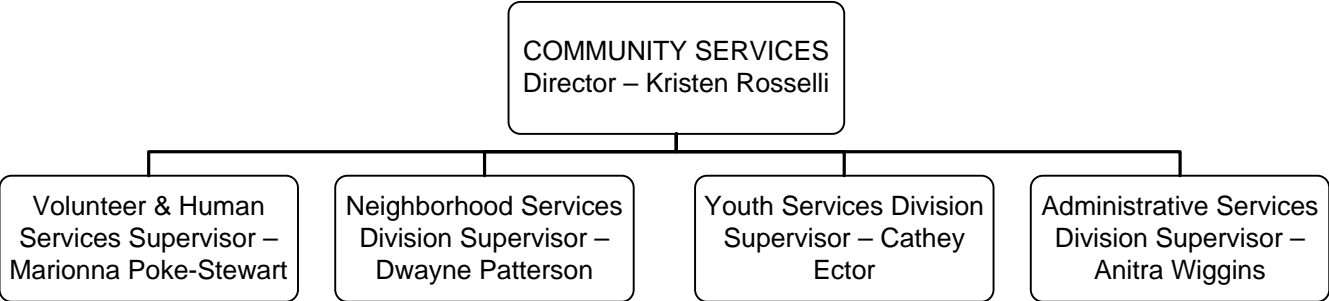 COMMUNITY SERVICES
Director – Kristen Rosselli
Volunteer & Human
Services Supervisor –
Marionna Poke-Stewart
Neighborhood Services
Division Supervisor –
Dwayne Patterson
Youth Services Division
Supervisor – Cathey
Ector
Administrative Services
Division Supervisor –
Anitra Wiggins